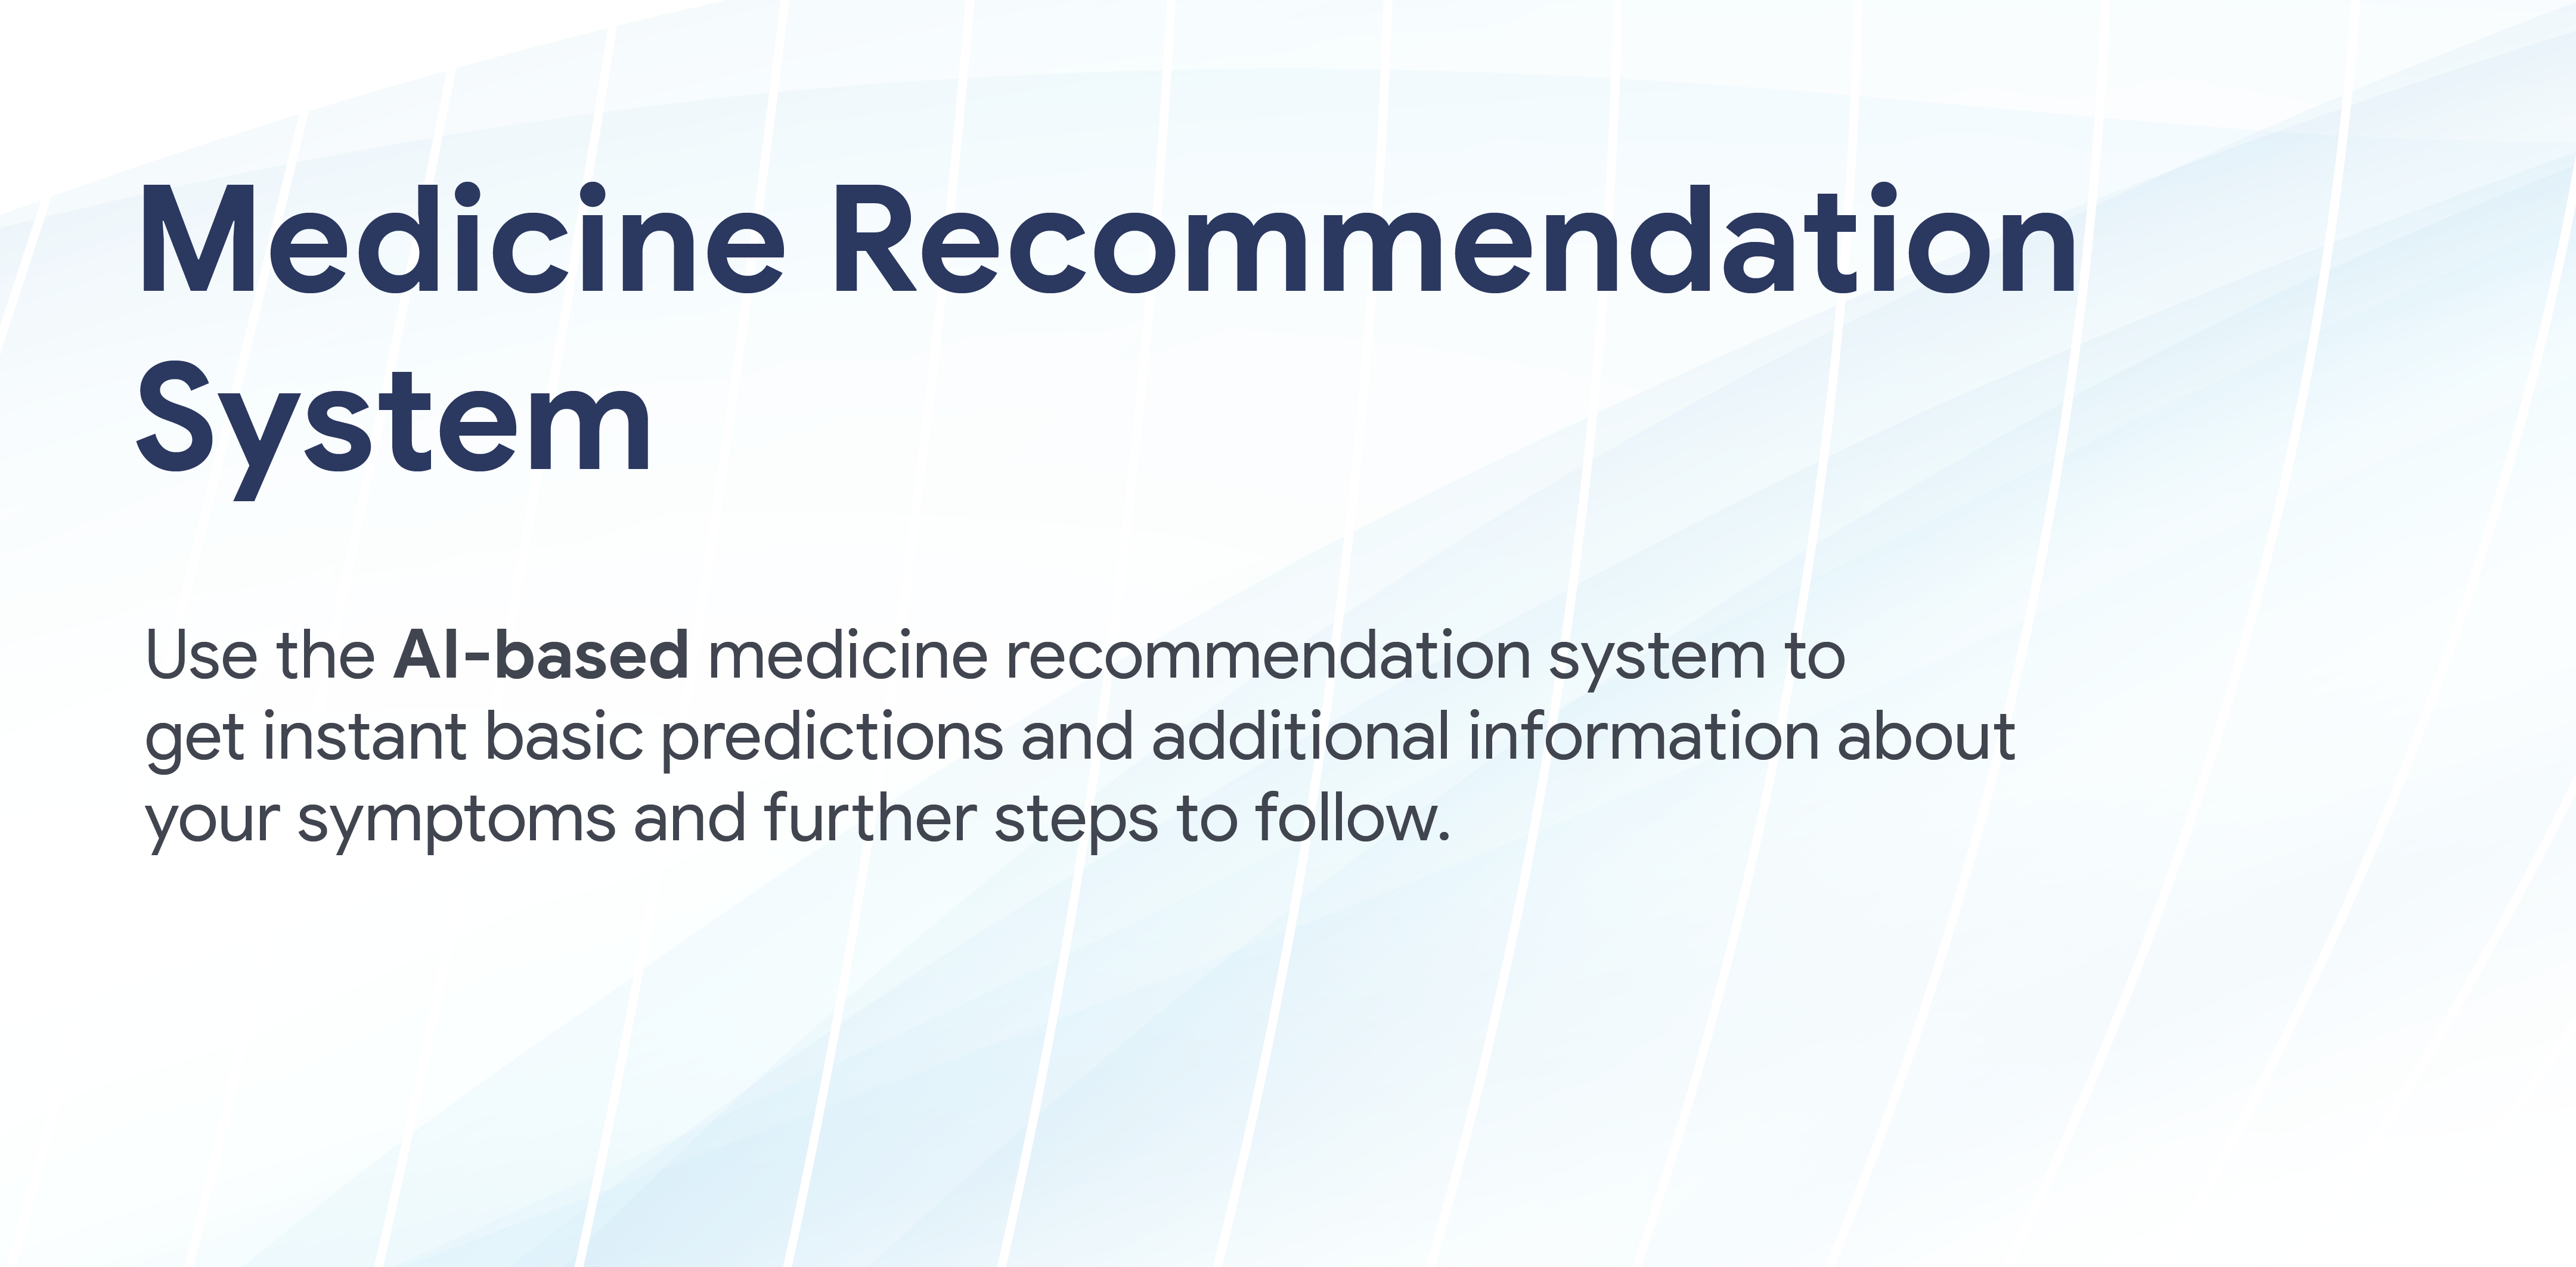 Medicine Recommendation
System
Use the AI-based medicine recommendation system to
get instant basic predictions and additional information about
your symptoms and further steps to follow.